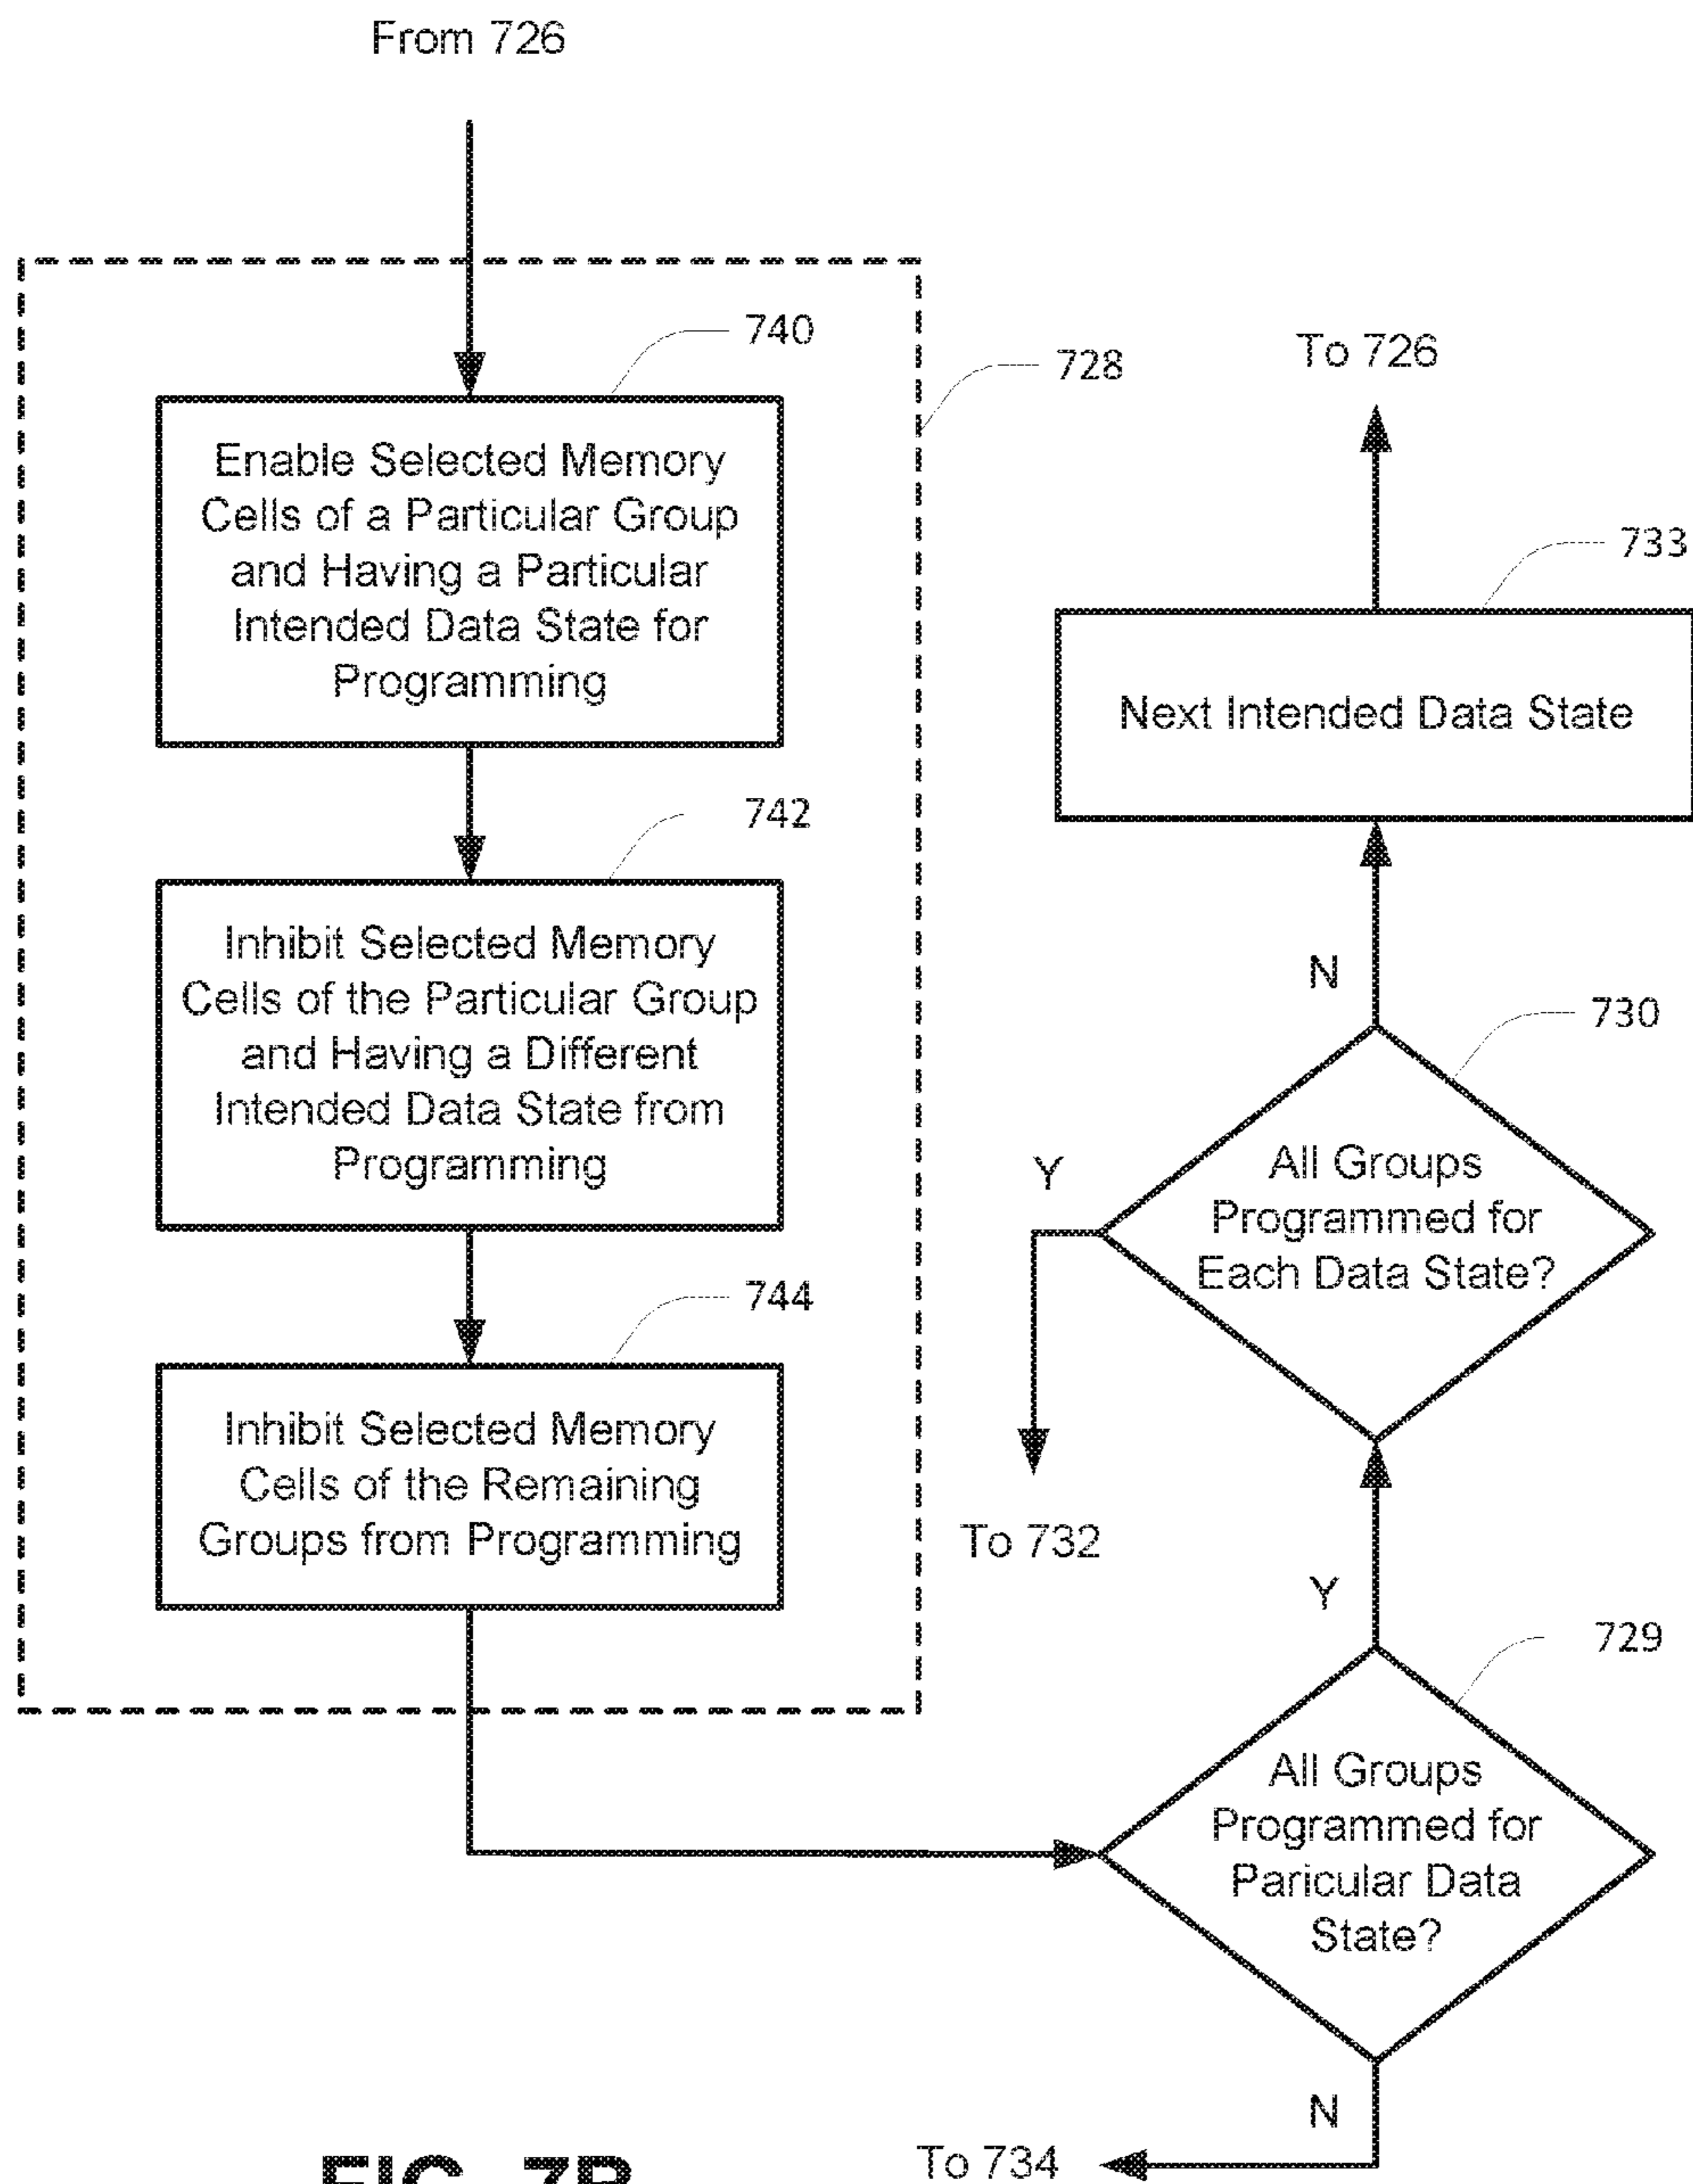 From 726
740
Enable Selected Memory
Cells of a Particular Group
and Having a Particular
Intended Data State for
Programming
728
742
Inhibit Selected Memory
Cells of the Particular Group
and Having a Different
Intended Data State from
Programming
744
Inhibit Selected Memory
Cells of the Remaining
Groups from Programming
To 726
733
Next Intended Data State
N
730
All Groups
Programmed for
Each Data State?
Y
To 732
Y
729
All Groups
Programmed for
Paricular Data
State?
N
To 734
FIG. 7B